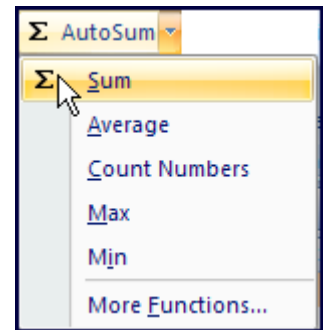 Σ AutoSum
Σ Sum
Average
Count Numbers
Max
Min
More Functions...